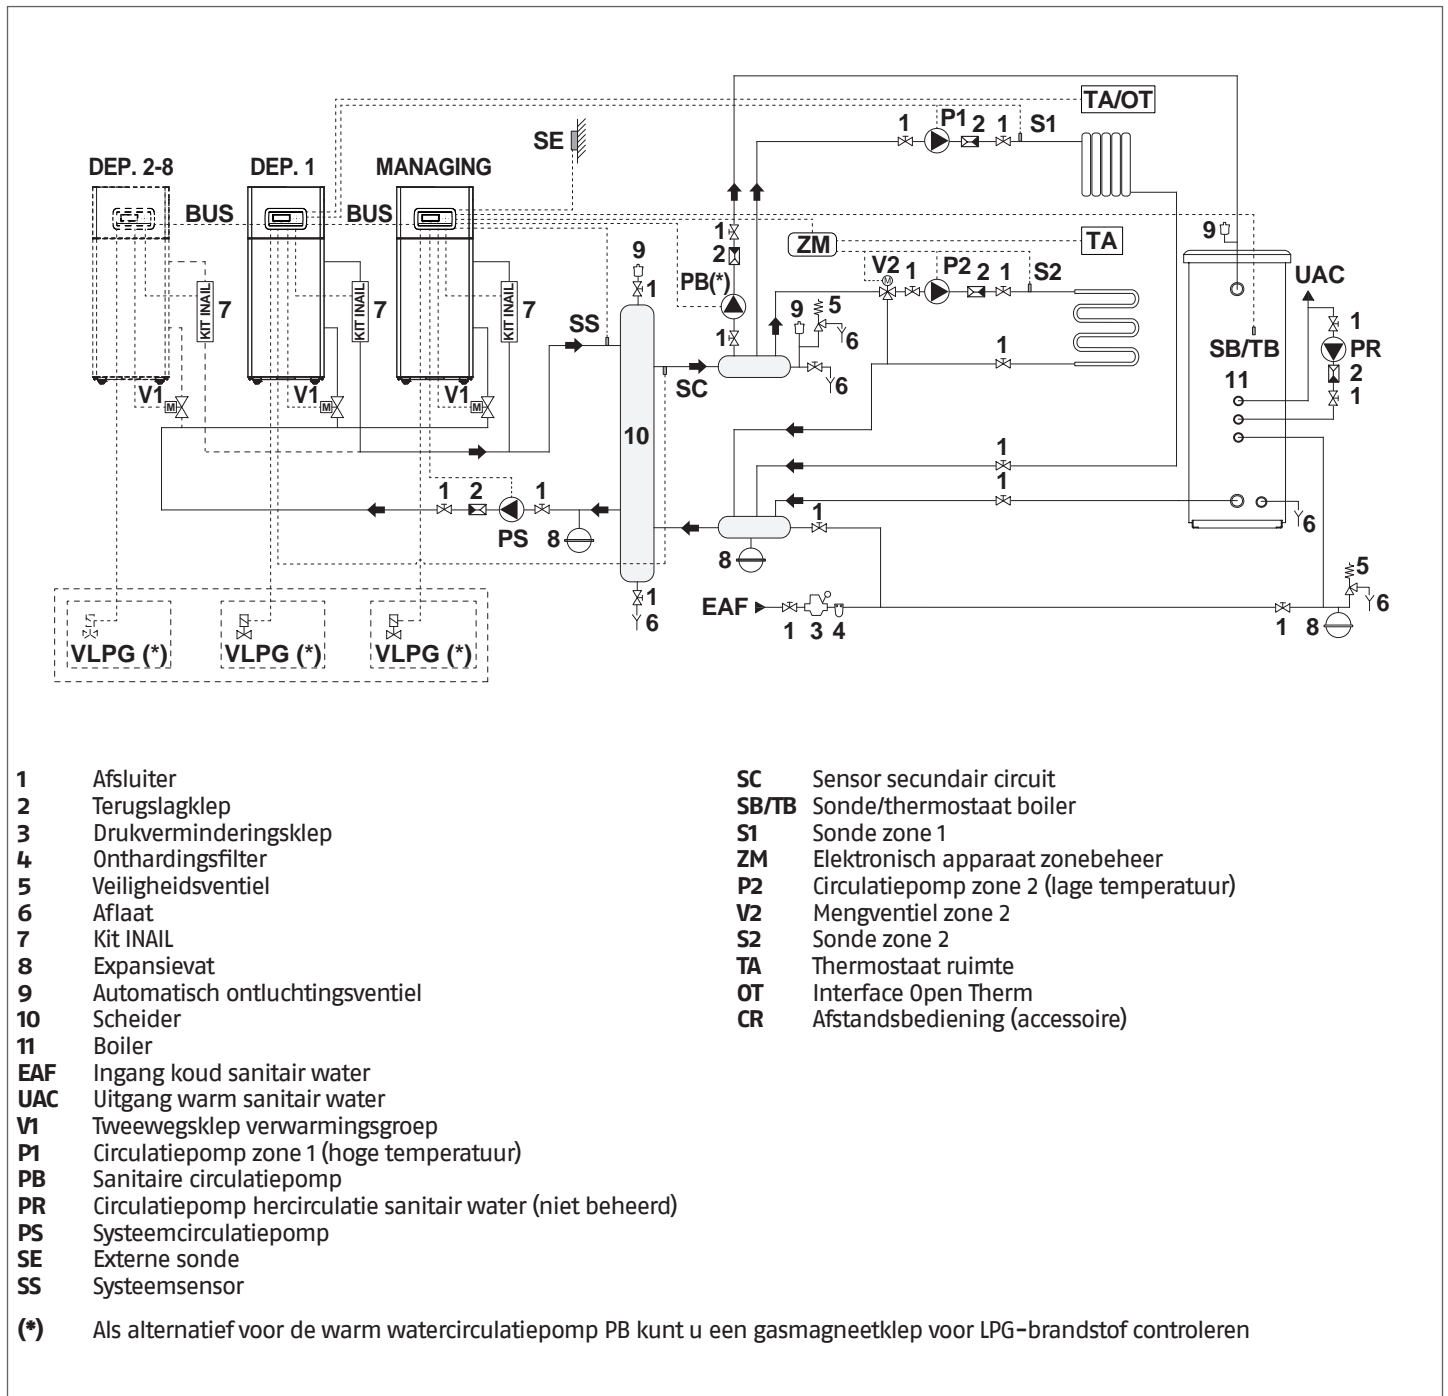 TA/OT
1 P1 2 1 S1
SE
DEP. 2-8 DEP. 1 MANAGING
BUS BUS
1
2
PB(*)
1
9
1
ZM
TA
V2 1 P2 2 1 S2
9
UAC
KIT INAIL 7 KIT INAIL 7 KIT INAIL 7
SS
9 5
6
6
1
SB/TB
1
PR
2
1
11
V1 M V1 M V1 M
SC
10
1
1
1 2 1
PS 8
1
8
6
EAF
1 3 4
1 8
5
6
1
6
VLPG (*) VLPG (*) VLPG (*)
1 Afsluiter
2 Terugslagklep
3 Drukverminderingsklep
4 Onthardingsfilter
5 Veiligheidsventiel
6 Aflaat
7 Kit INAIL
8 Expansievat
9 Automatisch ontluchtingsventiel
10 Scheider
11 Boiler
EAF Ingang koud sanitair water
UAC Uitgang warm sanitair water
V1 Tweewegsklep verwarmingsgroep
P1 Circulatiepomp zone 1 (hoge temperatuur)
PB Sanitaire circulatiepomp
PR Circulatiepomp hercirculatie sanitair water (niet beheerd)
PS Systeemcirculatiepomp
SE Externe sonde
SS Systeemsensor
SC Sensor secundair circuit
SB/TB Sonde/thermostaat boiler
S1 Sonde zone 1
ZM Elektronisch apparaat zonebeheer
P2 Circulatiepomp zone 2 (lage temperatuur)
V2 Mengventiel zone 2
S2 Sonde zone 2
TA Thermostaat ruimte
OT Interface Open Therm
CR Afstandsbediening (accessoire)
(*) Als alternatief voor de warm watercirculatiepomp PB kunt u een gasmagneetklep voor LPG-brandstof controleren